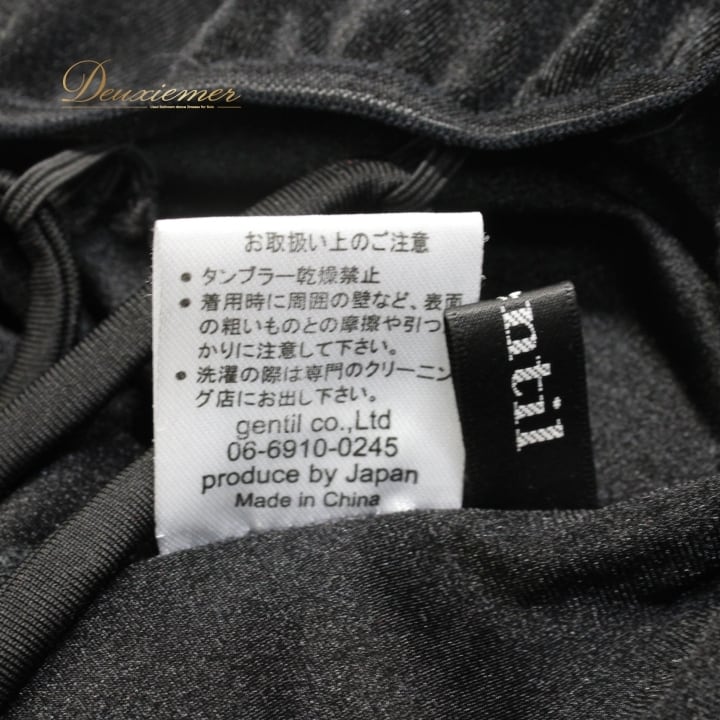 Deuxiemer
お取扱い上のご注意
● タンブラー乾燥禁止
● 着用時に周囲の壁など、表面
の粗いものとの摩擦や引っ
かりに注意して下さい。
● 洗濯の際は専門のクリーニン
グ店にお出し下さい。
gentil co.,Ltd
06-6910-0245
produce by Japan
Made in China
ntil